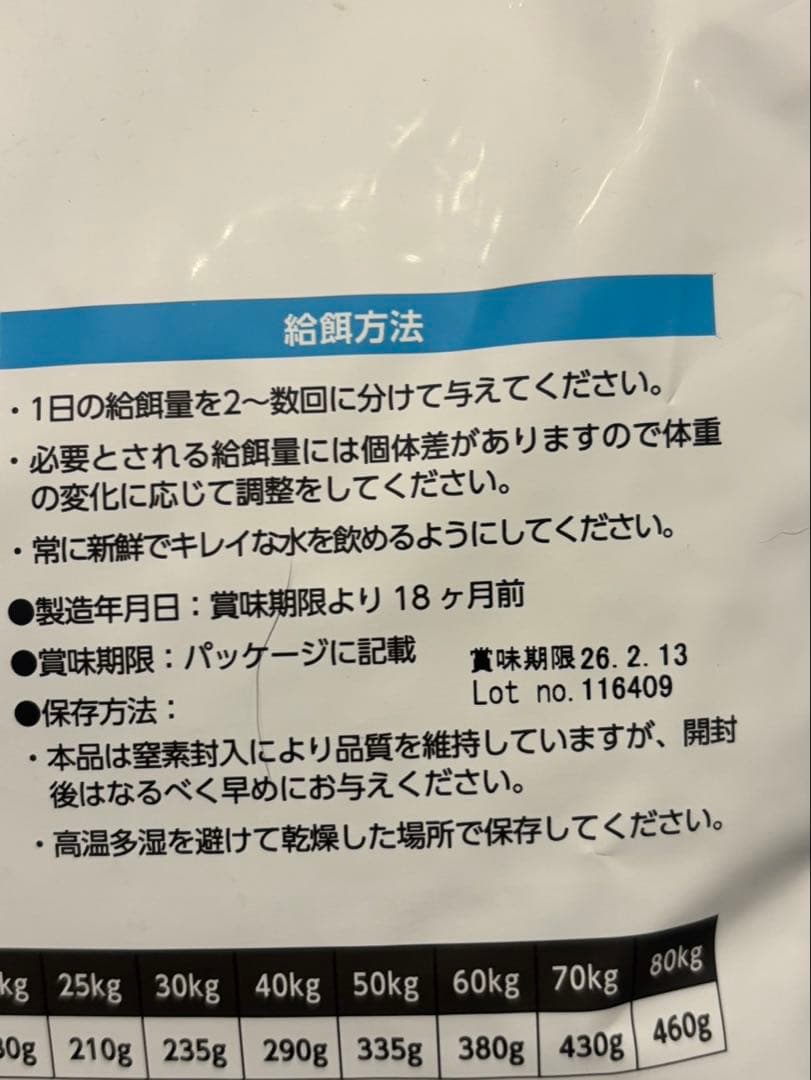 給餌方法
・1日の給餌量を2〜数回に分けて与えてください。
・必要とされる給餌量には個体差がありますので体重
の変化に応じて調整をしてください。
・常に新鮮でキレイな水を飲めるようにしてください。
●製造年月日：賞味期限より18ヶ月前
●賞味期限：パッケージに記載
賞味期限26.2.13
Lot no.116409
●保存方法：
・本品は窒素封入により品質を維持していますが、開封
後はなるべく早めにお与えください。
・高温多湿を避けて乾燥した場所で保存してください。
kg 25kg 30kg 40kg 50kg 60kg 70kg 80kg
0g 210g 235g 290g 335g 380g 430g 460g